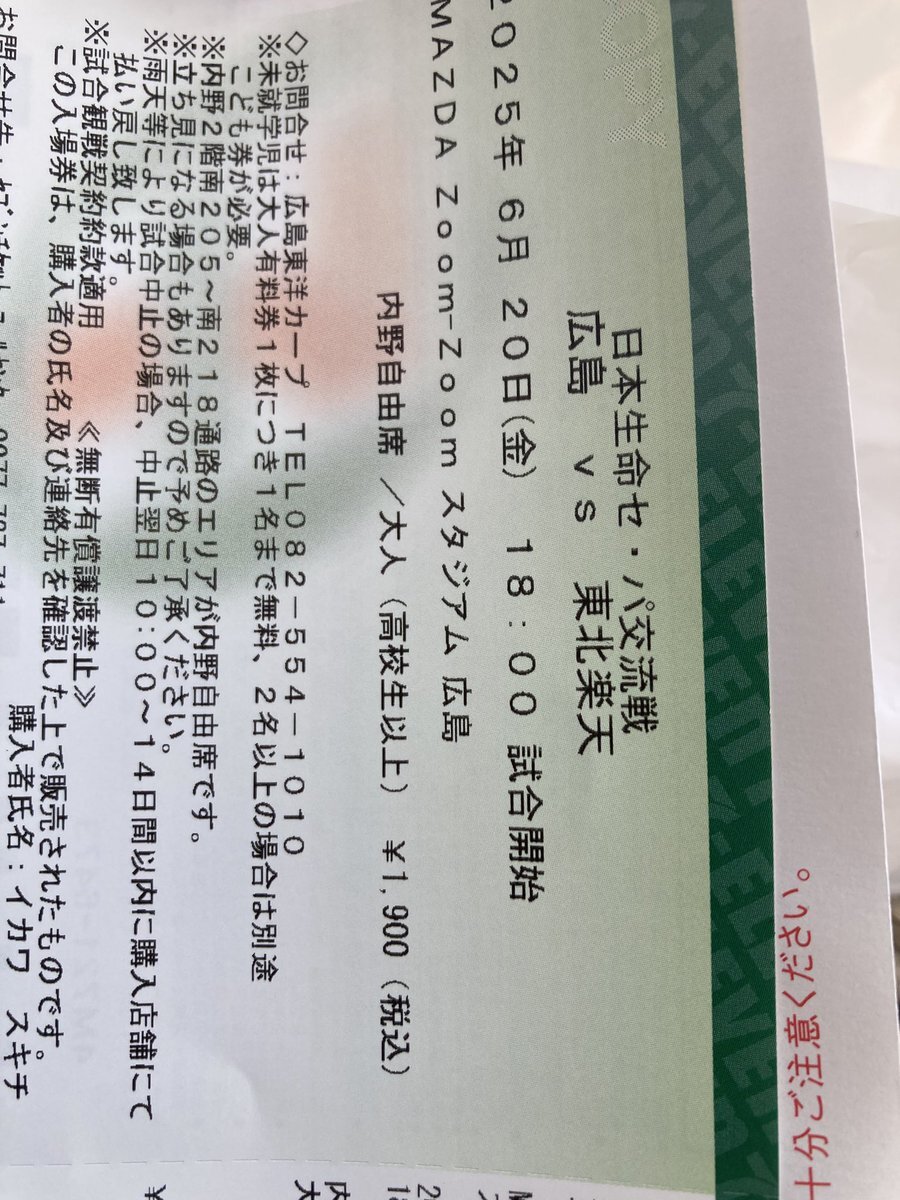 COPY
日本生命セ・パ交流戦
広島 vs 東北楽天
2025年 6月 20日(金) 18:00 試合開始
MAZDA Zoom-Zoom スタジアム 広島
内野自由席 /大人(高校生以上) ¥1,900(税込)
◇お問合せ:広島東洋カープ TEL082-554-1010
※未就学児は大人有料券1枚につき1名まで無料、2名以上の場合は別途
こども券が必要。
※内野2階南205~南218通路のエリアが内野自由席です。
※立ち見になる場合もありますので予めご了承ください。
※雨天等により試合中止の場合、中止翌日10:00~14日間以内に購入店舗にて
払い戻し致します。
※試合観戦契約約款適用 ≪無断有償譲渡禁止≫
この入場券は、購入者の氏名及び連絡先を確認した上で販売されたものです。
購入者氏名:イカワ スキチ
十分ご注意ください。